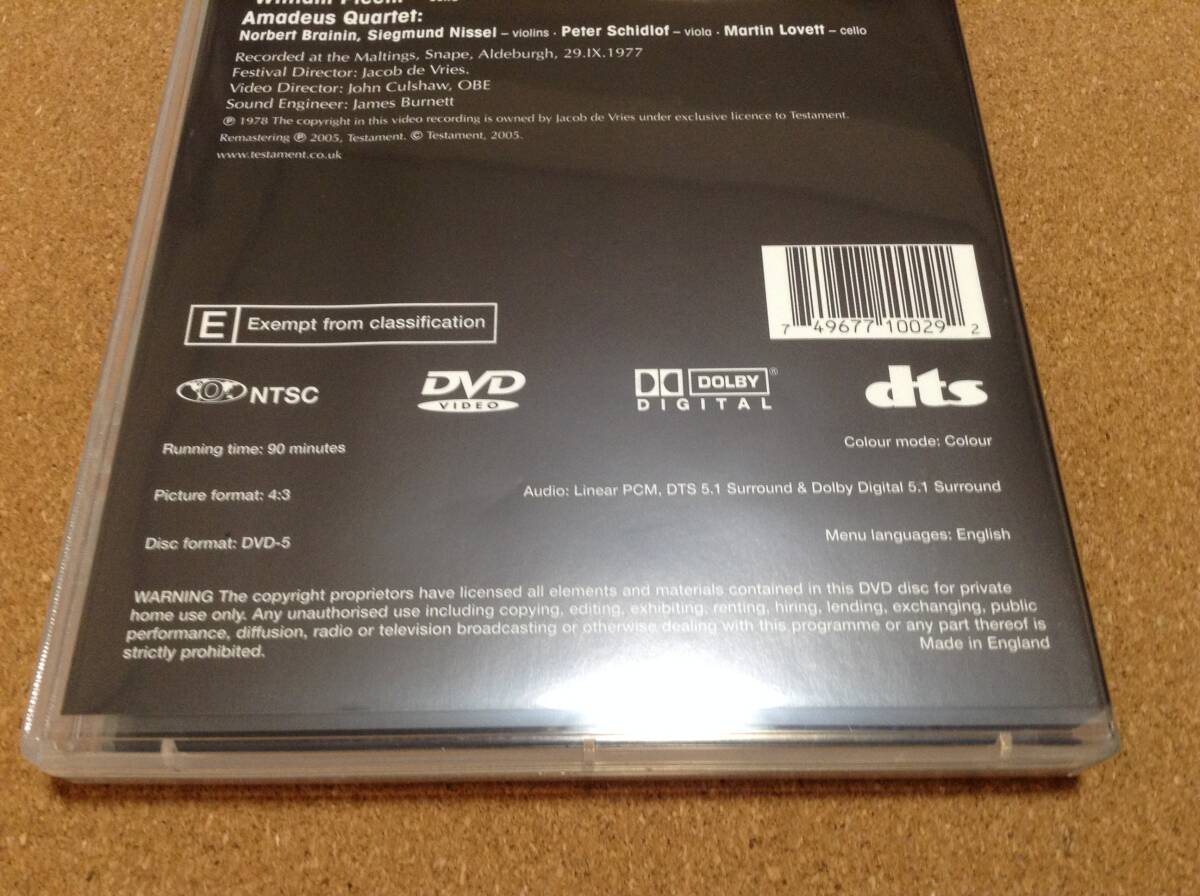 Amadeus Quartet:
Norbert Brainin, Siegmund Nissel – violins · Peter Schidlof – viola · Martin Lovett – cello
Recorded at the Maltings, Snape, Aldeburgh, 29.IX.1977
Festival Director: Jacob de Vries.
Video Director: John Culshaw, OBE
Sound Engineer: James Burnett
℗ 1978 The copyright in this video recording is owned by Jacob de Vries under exclusive licence to Testament.
Remastering ℗ 2005, Testament. © Testament, 2005.
www.testament.co.uk
7 49677 10029 2
E Exempt from classification
NTSC
DVD
VIDEO
DOLBY®
DIGITAL
dts
Running time: 90 minutes
Colour mode: Colour
Picture format: 4:3
Audio: Linear PCM, DTS 5.1 Surround & Dolby Digital 5.1 Surround
Disc format: DVD-5
Menu languages: English
WARNING The copyright proprietors have licensed all elements and materials contained in this DVD disc for private
home use only. Any unauthorised use including copying, editing, exhibiting, renting, hiring, lending, exchanging, public
performance, diffusion, radio or television broadcasting or otherwise dealing with this programme or any part thereof is
strictly prohibited.
Made in England